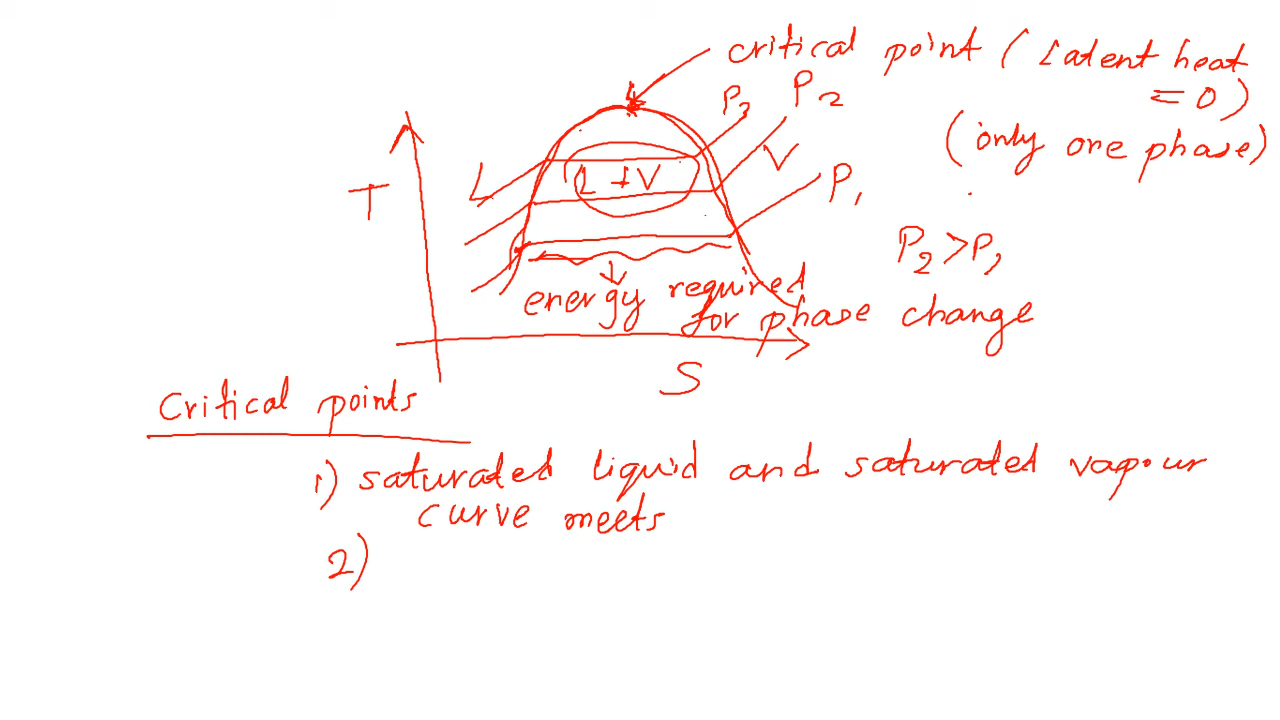 critical point ( Latent heat
= 0 )
(only one phase)
P3
P2
V
P1
L
L + V
T
P2 > P1
energy required
for phase change
S
Critical points
1) saturated liquid and saturated vapour
curve meets
2)